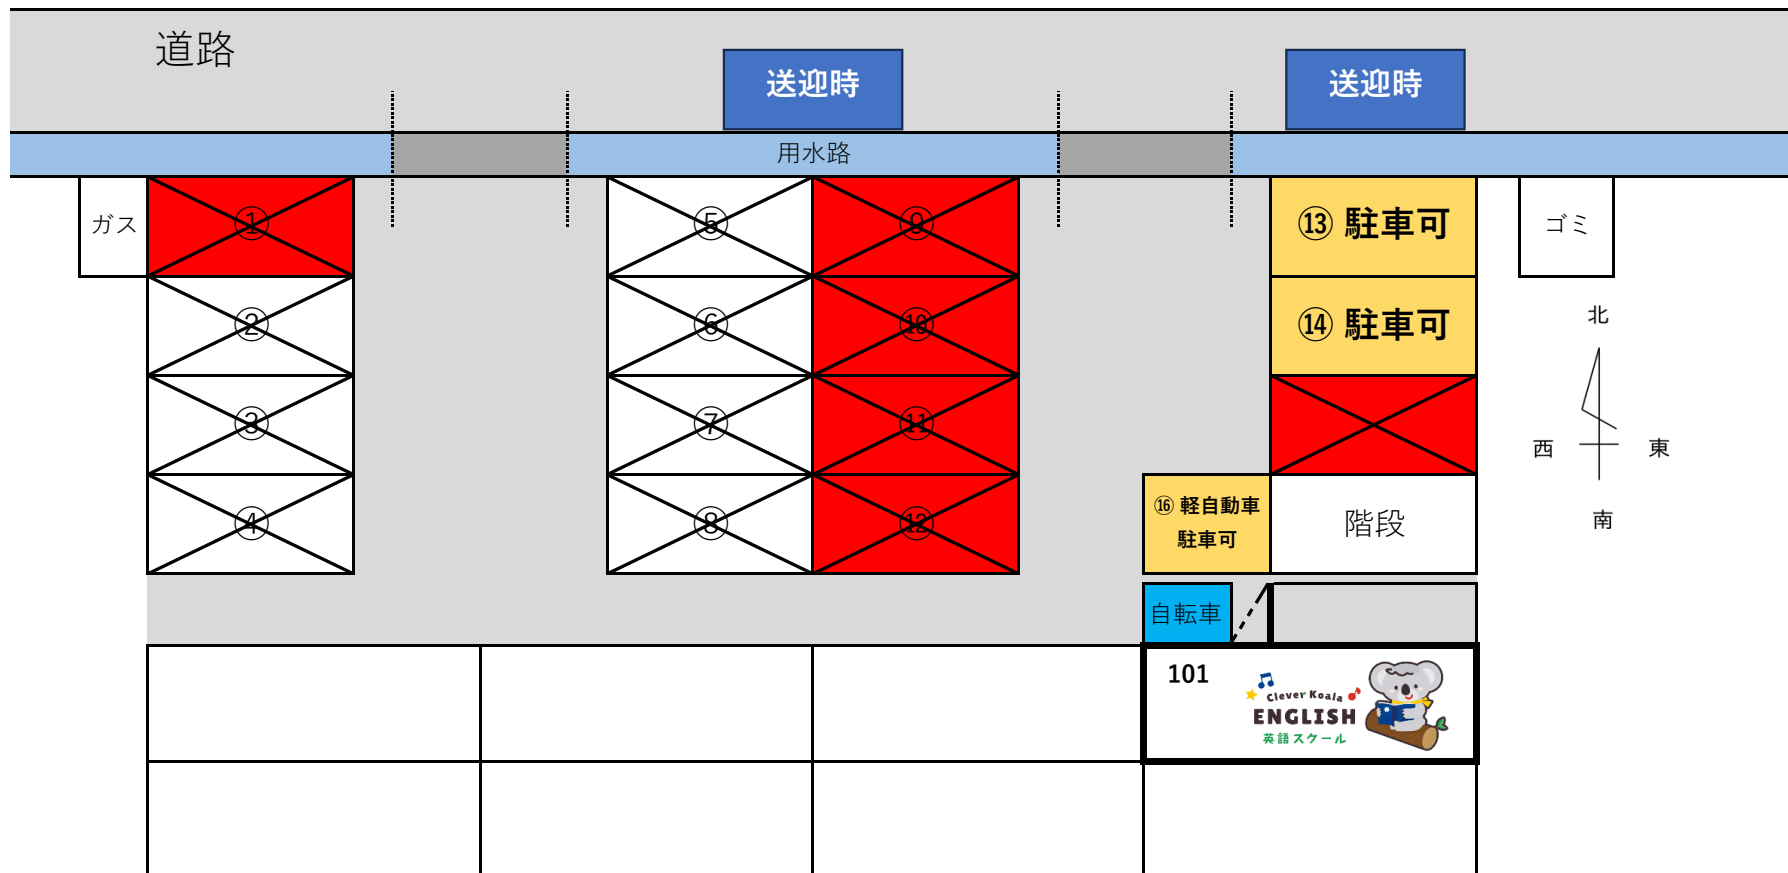 道路
送迎時
送迎時
用水路
ガス
①
⑤
⑨
⑬ 駐車可
ゴミ
②
⑥
⑩
⑭ 駐車可
北
③
⑦
⑪
西
東
④
⑧
⑫
⑯ 軽自動車
駐車可
階段
南
自転車
101
Clever Koala
ENGLISH
英語スクール